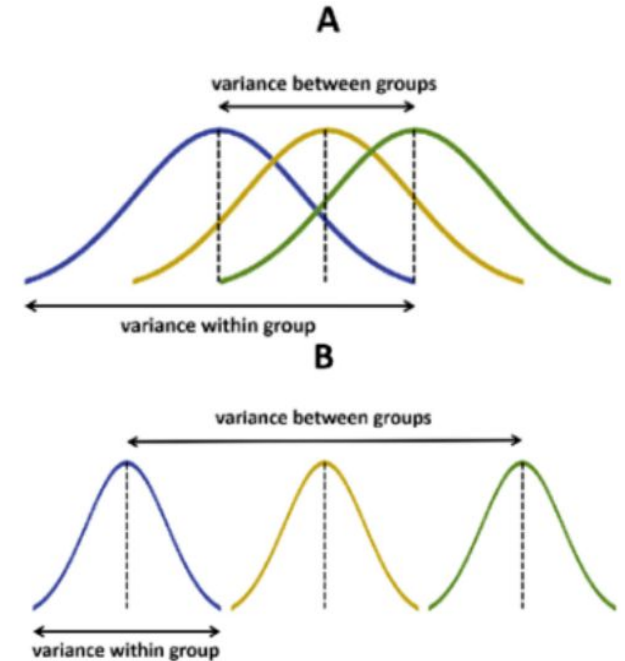 A
variance between groups
variance within group
B
variance between groups
variance within group